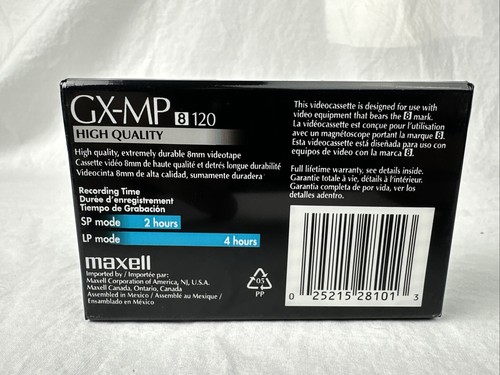 GX-MP 8 120
HIGH QUALITY
High quality, extremely durable 8mm videotape
Cassette vidéo 8mm de haute qualité et detrés longue durabilité
Videocinta 8mm de alta calidad, sumamente duradera
Recording Time
Durée d'enregistrement
Tiempo de Grabación
SP mode 2 hours
LP mode 4 hours
maxell
Imported by / Importée par:
Maxell Corporation of America, NJ, U.S.A.
Maxell Canada, Ontario, Canada
Assembled in Mexico / Assemblé au Mexique /
Ensamblado en México
05
PP
This videocassette is designed for use with
video equipment that bears the 8 mark.
La vidéocassette est conçue pour l'utilisation
avec un magnétoscope portant la marque 8.
Esta videocassette está diseñada para uso con
equipos de video con la marca 8.
Full lifetime warranty, see details inside.
Garantie totale à vie, détails à l'intérieur.
Garantía completa de por vida, ver los
detalles adentro.
0 25215 28101 3